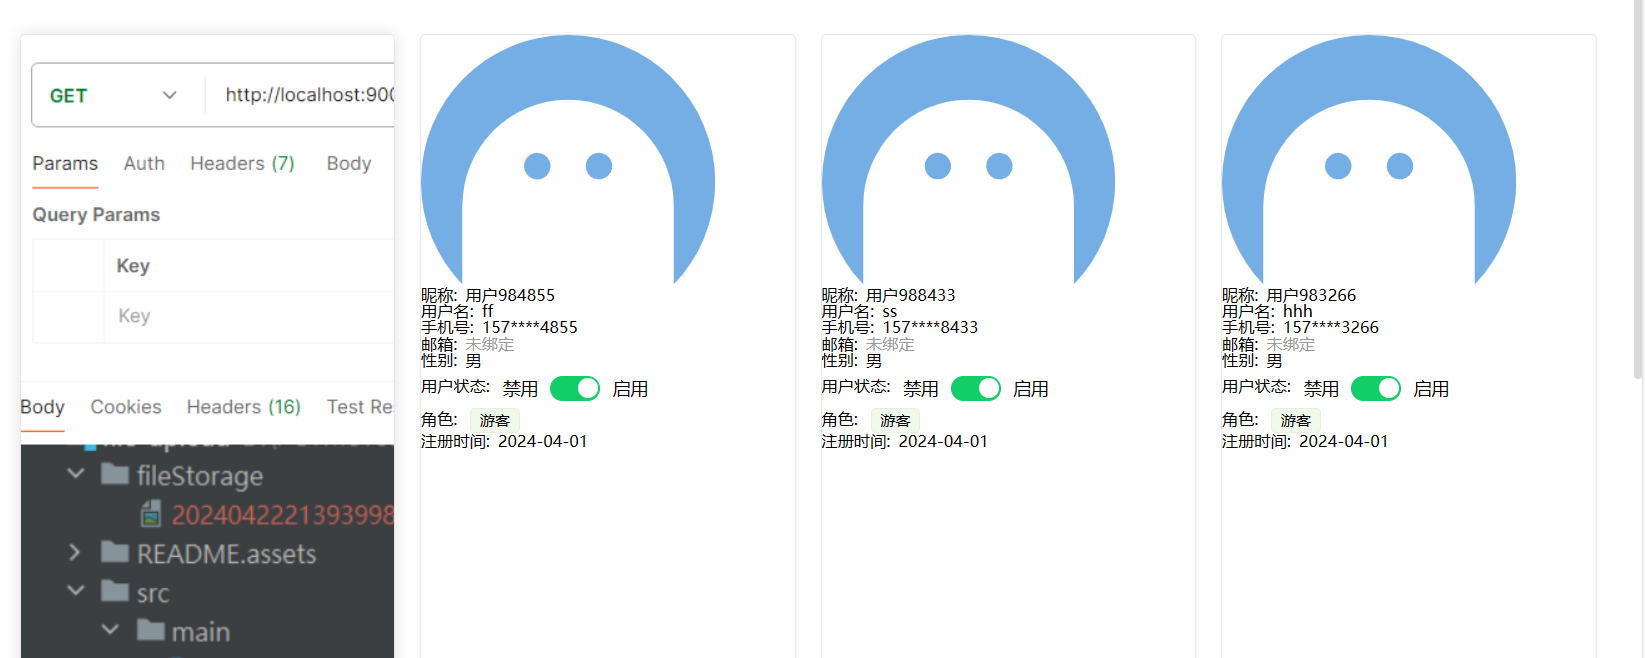 GET http://localhost:900
Params Auth Headers (7) Body
Query Params
Key
Key
Body Cookies Headers (16) Test Re
fileStorage
2024042221393998
README.assets
src
main
昵称: 用户984855
用户名: ff
手机号: 157****4855
邮箱: 未绑定
性别: 男
用户状态: 禁用 启用
角色: 游客
注册时间: 2024-04-01
昵称: 用户988433
用户名: ss
手机号: 157****8433
邮箱: 未绑定
性别: 男
用户状态: 禁用 启用
角色: 游客
注册时间: 2024-04-01
昵称: 用户983266
用户名: hhh
手机号: 157****3266
邮箱: 未绑定
性别: 男
用户状态: 禁用 启用
角色: 游客
注册时间: 2024-04-01